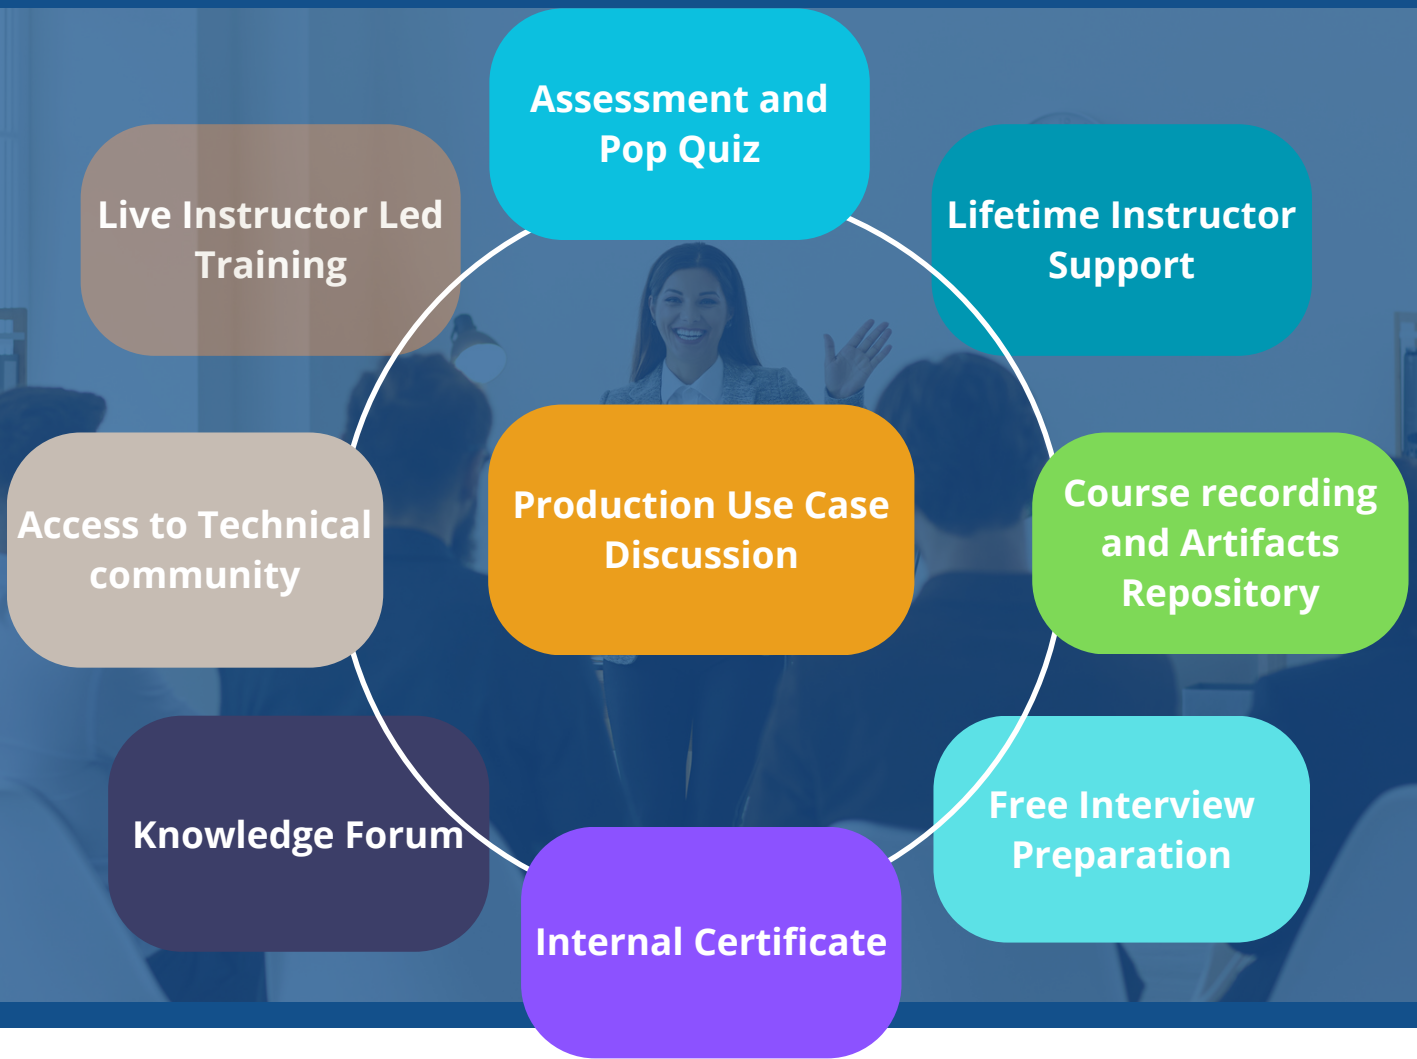 Assessment and
Pop Quiz
Live Instructor Led
Training
Lifetime Instructor
Support
Access to Technical
community
Production Use Case
Discussion
Course recording
and Artifacts
Repository
Knowledge Forum
Free Interview
Preparation
Internal Certificate